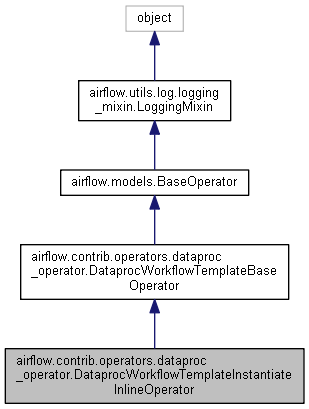 object
airflow.utils.log.logging
_mixin.LoggingMixin
airflow.models.BaseOperator
airflow.contrib.operators.dataproc
_operator.DataprocWorkflowTemplateBase
Operator
airflow.contrib.operators.dataproc
_operator.DataprocWorkflowTemplateInstantiate
InlineOperator